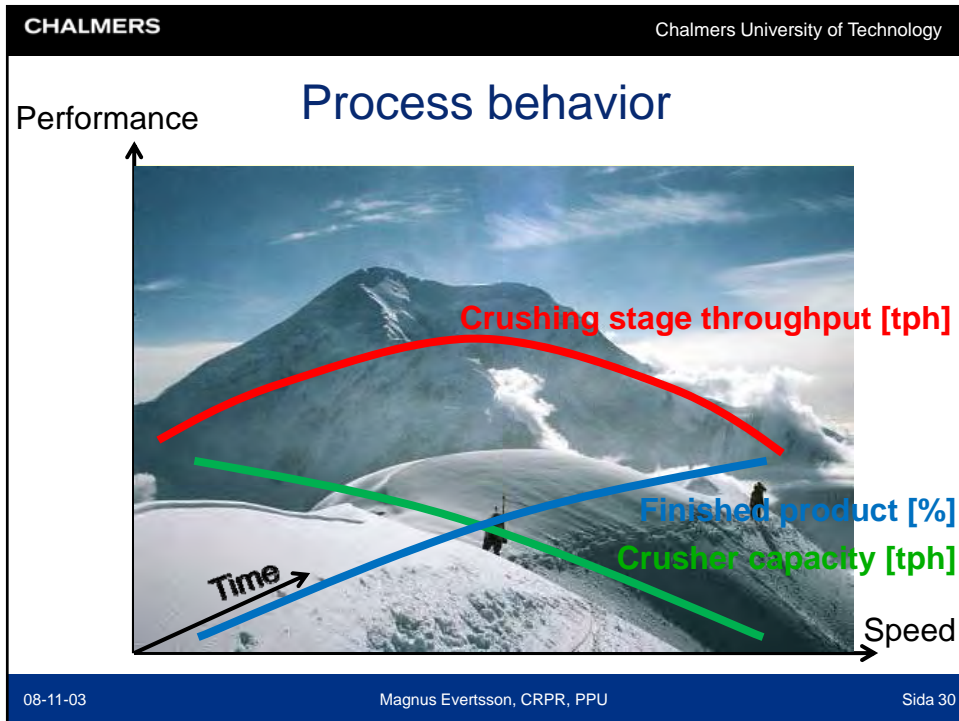 CHALMERS
Chalmers University of Technology
Process behavior
Performance
Crushing stage throughput [tph]
Finished product [%]
Crusher capacity [tph]
Time
Speed
08-11-03
Magnus Evertsson, CRPR, PPU
Sida 30